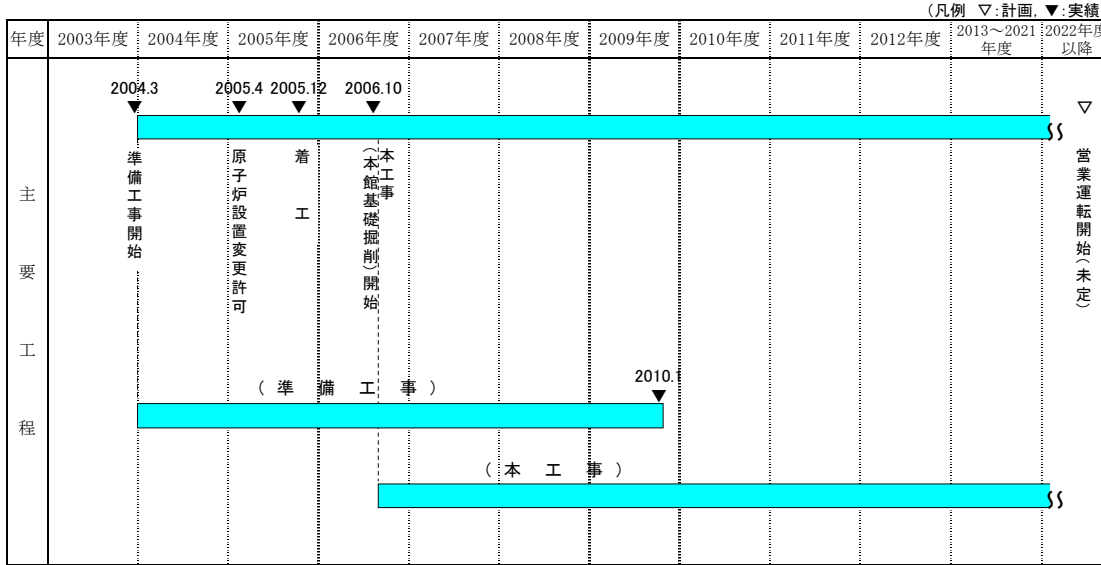 (凡例 ▽:計画, ▼:実績
年度 2003年度 2004年度 2005年度 2006年度 2007年度 2008年度 2009年度 2010年度 2011年度 2012年度 2013～2021年度 2022年度以降
主要工程
2004.3 2005.4 2005.12 2006.10
▼ ▼ ▼ ▼ ▽
準備工事開始
原子炉設置変更許可
着工
本工事
(本館基礎掘削)開始
営業運転開始(未定)
(準備工事)
2010.1
▼
(本工事)